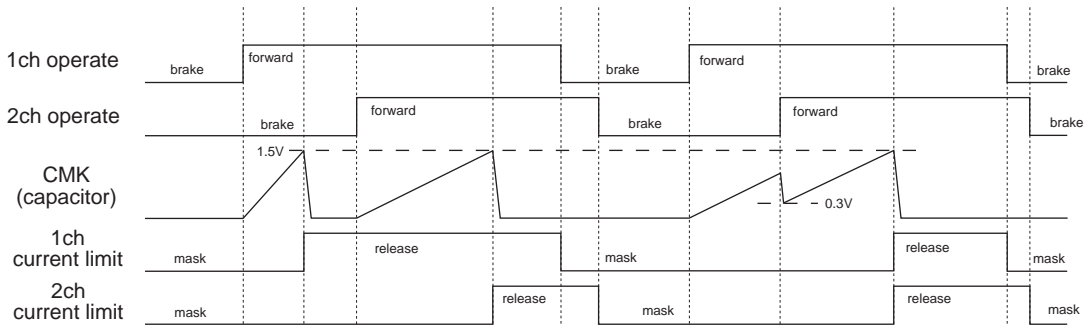 1ch operate
brake
forward
brake
forward
brake
2ch operate
brake
forward
brake
forward
brake
CMK
(capacitor)
1.5V
0.3V
1ch
current limit
mask
release
mask
release
mask
2ch
current limit
mask
release
mask
release
mask